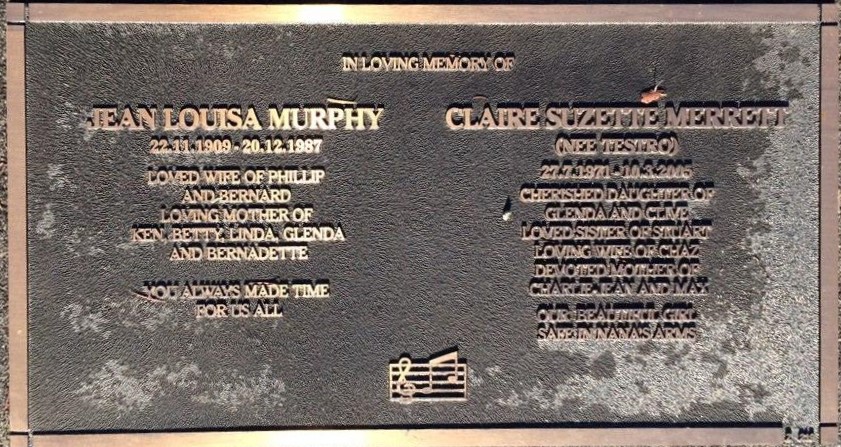 IN LOVING MEMORY OF
JEAN LOUISA MURPHY
22.11.1909 - 20.12.1987
LOVED WIFE OF PHILLIP
AND BERNARD
LOVING MOTHER OF
KEN, BETTY, LINDA, GLENDA
AND BERNADETTE
YOU ALWAYS MADE TIME
FOR US ALL
CLAIRE SUZETTE MERRETT
(NEE TESTRO)
27.7.1971 - 10.3.2005
CHERISHED DAUGHTER OF
GLENDA AND CLIVE
LOVED SISTER OF STUART
LOVING WIFE OF CHAZ
DEVOTED MOTHER OF
CHARLIE JEAN AND MAX
OUR BEAUTIFUL GIRL
SAFE IN NANA'S ARMS